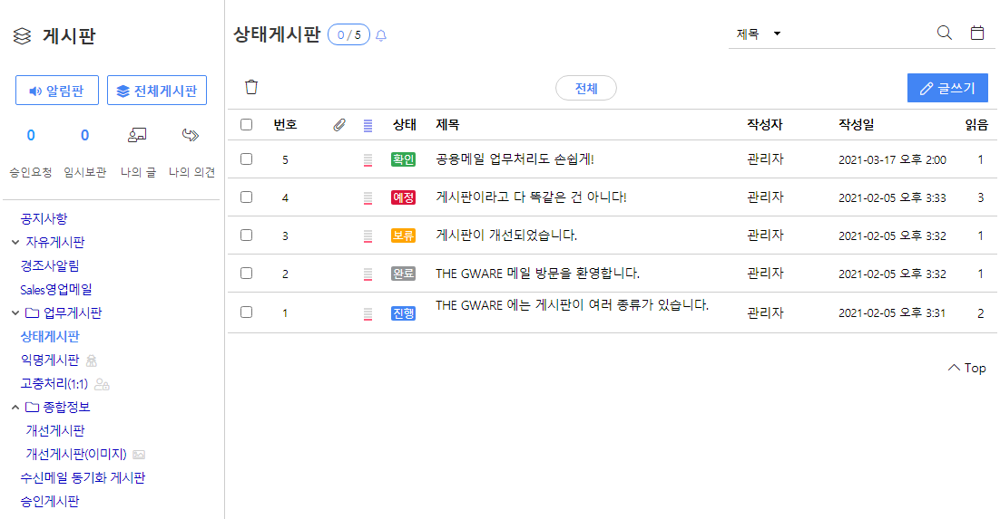 게시판
알림판 전체게시판
0 0
승인요청 임시보관 나의 글 나의 의견
공지사항
자유게시판
경조사알림
Sales영업메일
업무게시판
상태게시판
익명게시판
고충처리(1:1)
종합정보
개선게시판
개선게시판(이미지)
수신메일 동기화 게시판
승인게시판
상태게시판 0 / 5 제목
전체 글쓰기
번호 상태 제목 작성자 작성일 읽음
5 확인 공용메일 업무처리도 손쉽게! 관리자 2021-03-17 오후 2:00 1
4 예정 게시판이라고 다 똑같은 건 아니다! 관리자 2021-02-05 오후 3:33 3
3 보류 게시판이 개선되었습니다. 관리자 2021-02-05 오후 3:32 1
2 완료 THE GWARE 메일 방문을 환영합니다. 관리자 2021-02-05 오후 3:32 1
1 진행 THE GWARE 에는 게시판이 여러 종류가 있습니다. 관리자 2021-02-05 오후 3:31 2
Top